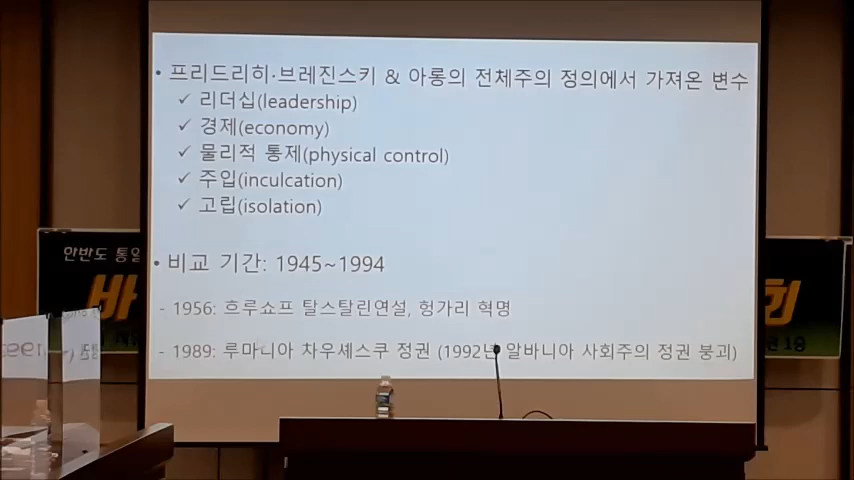 • 프리드리히·브레진스키 & 아롱의 전체주의 정의에서 가져온 변수
✓ 리더십(leadership)
✓ 경제(economy)
✓ 물리적 통제(physical control)
✓ 주입(inculcation)
✓ 고립(isolation)
• 비교 기간: 1945~1994
- 1956: 흐루쇼프 탈스탈린연설, 헝가리 혁명
- 1989: 루마니아 차우셰스쿠 정권 (1992년 알바니아 사회주의 정권 붕괴)
한반도 통일
바
회